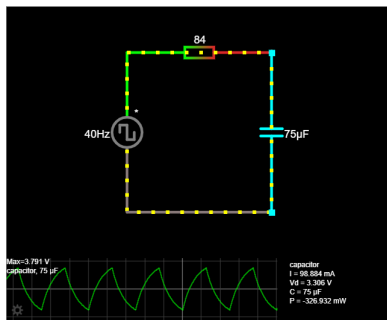 84
40Hz
75µF
Max=3.791 V
capacitor, 75 µF
capacitor
I = 98.884 mA
Vd = 3.306 V
C = 75 µF
P = -326.932 mW